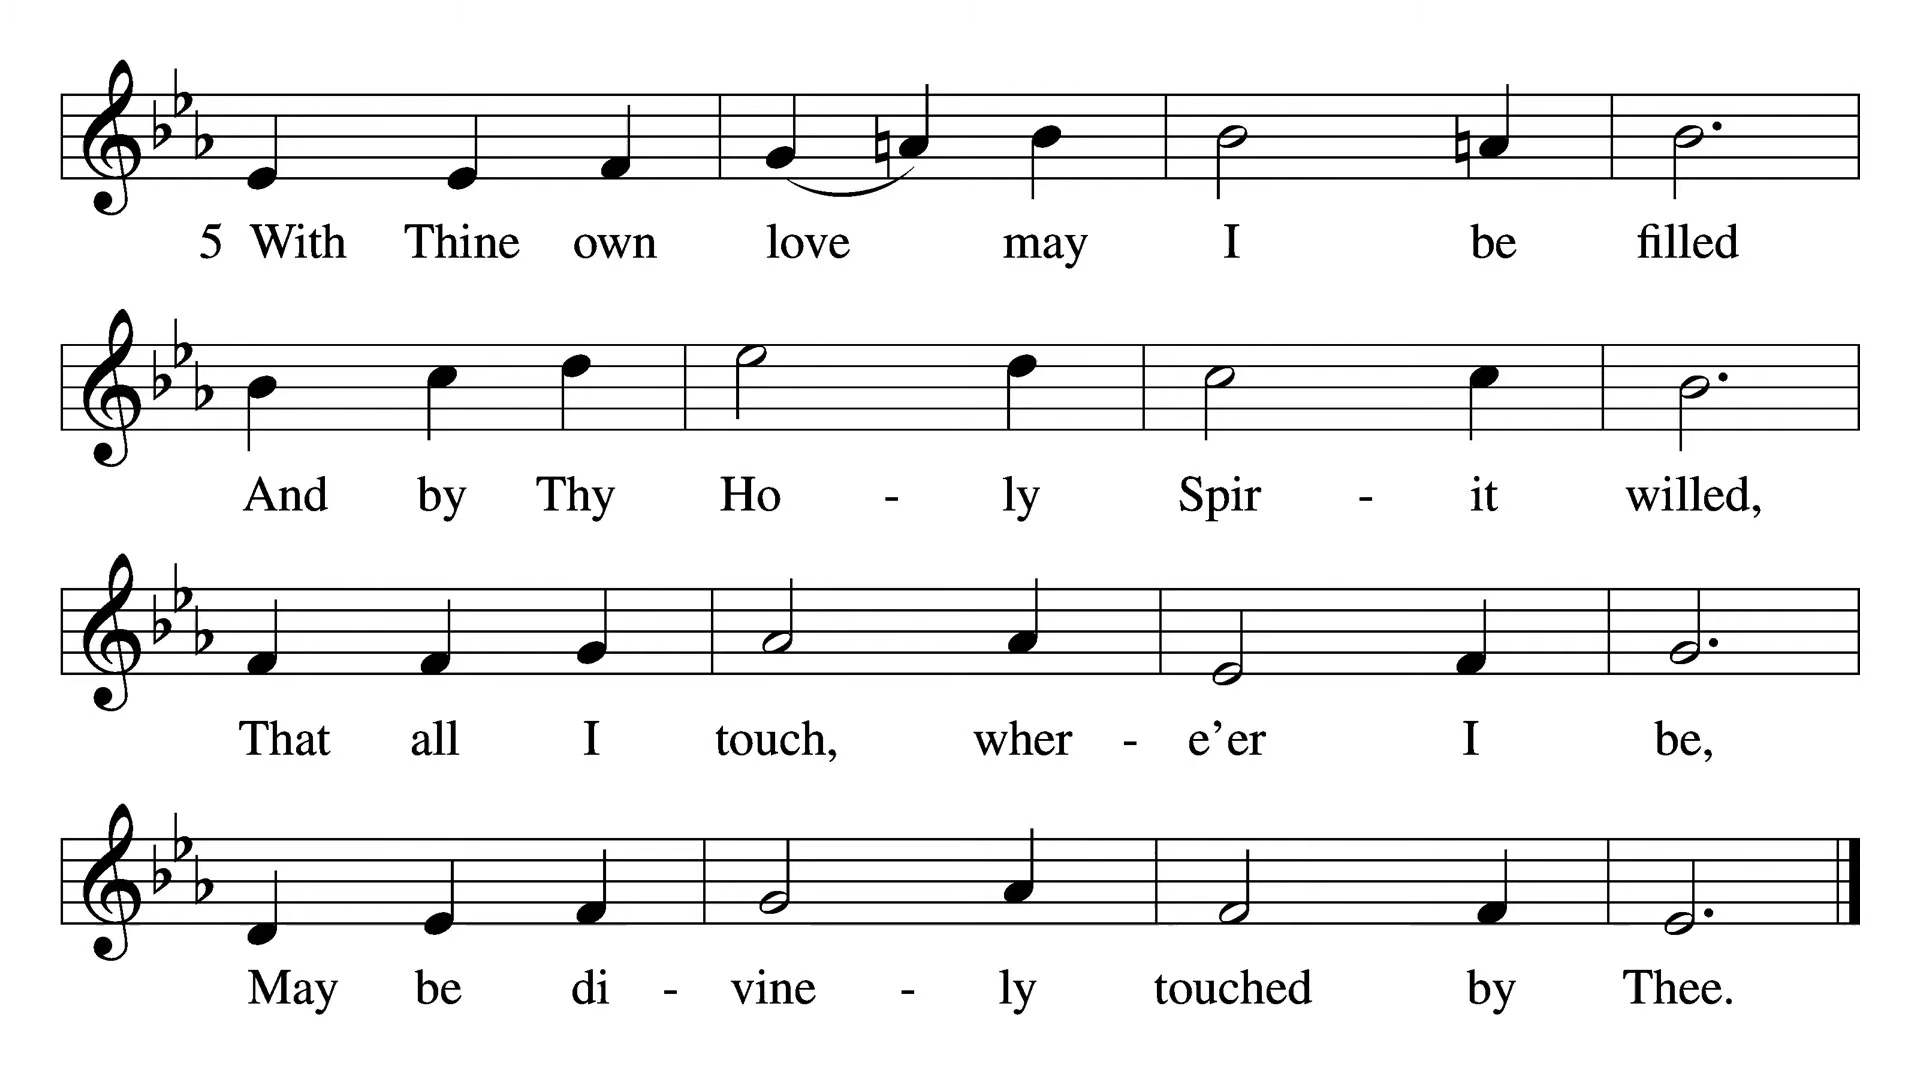 5 With Thine own love may I be filled
And by Thy Ho - ly Spir - it willed,
That all I touch, wher - e’er I be,
May be di - vine - ly touched by Thee.